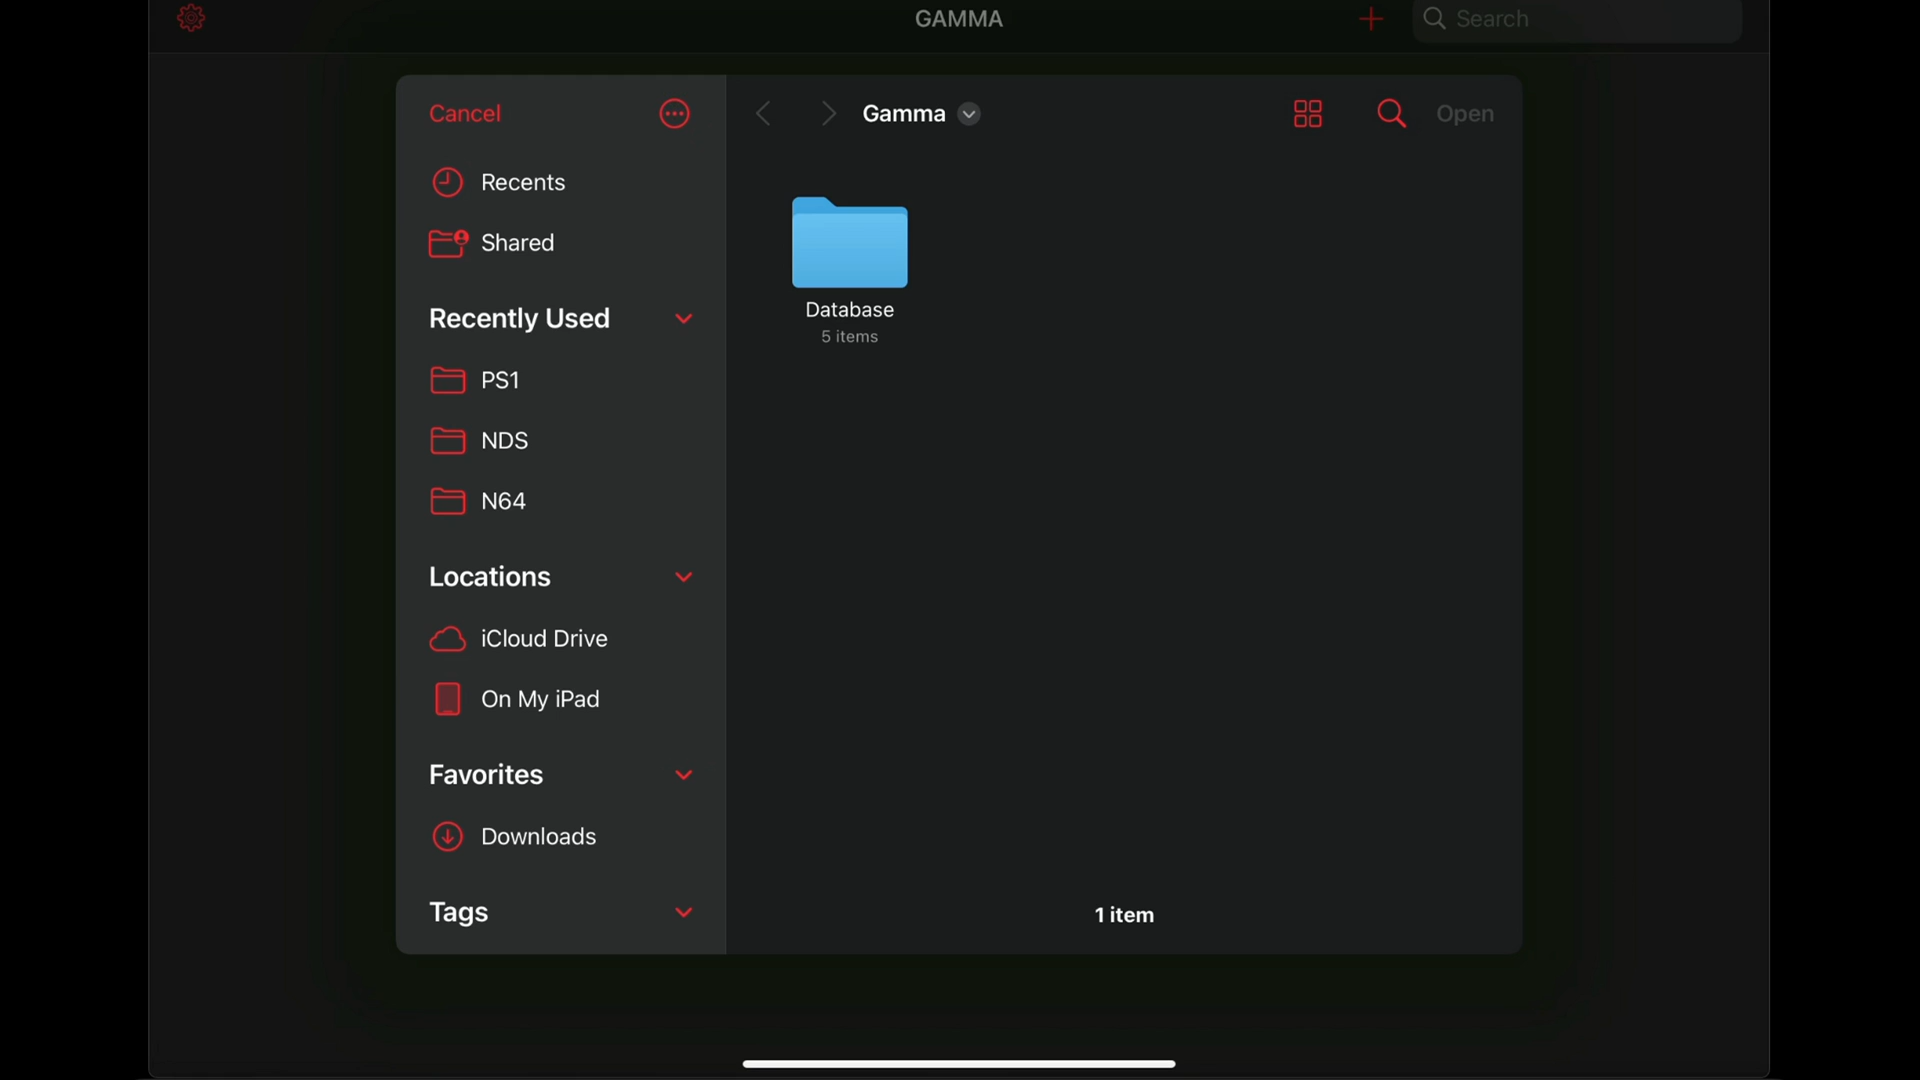 GAMMA
Search
Cancel
Gamma
Open
Recents
Shared
Recently Used
PS1
NDS
N64
Locations
iCloud Drive
On My iPad
Favorites
Downloads
Tags
Database
5 items
1 item